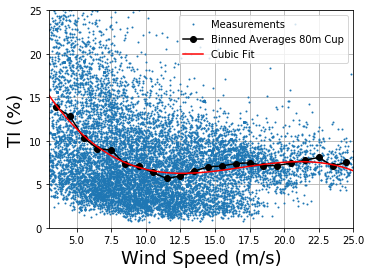 25
20
15
10
5
0
TI (%)
Measurements
Binned Averages 80m Cup
Cubic Fit
5.0 7.5 10.0 12.5 15.0 17.5 20.0 22.5 25.0
Wind Speed (m/s)